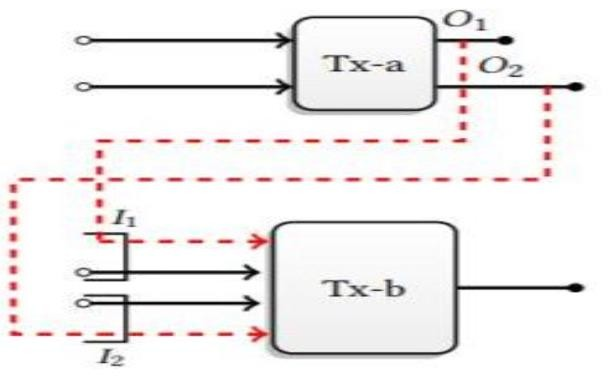 O₁
Tx-a
O₂
I₁
Tx-b
I₂